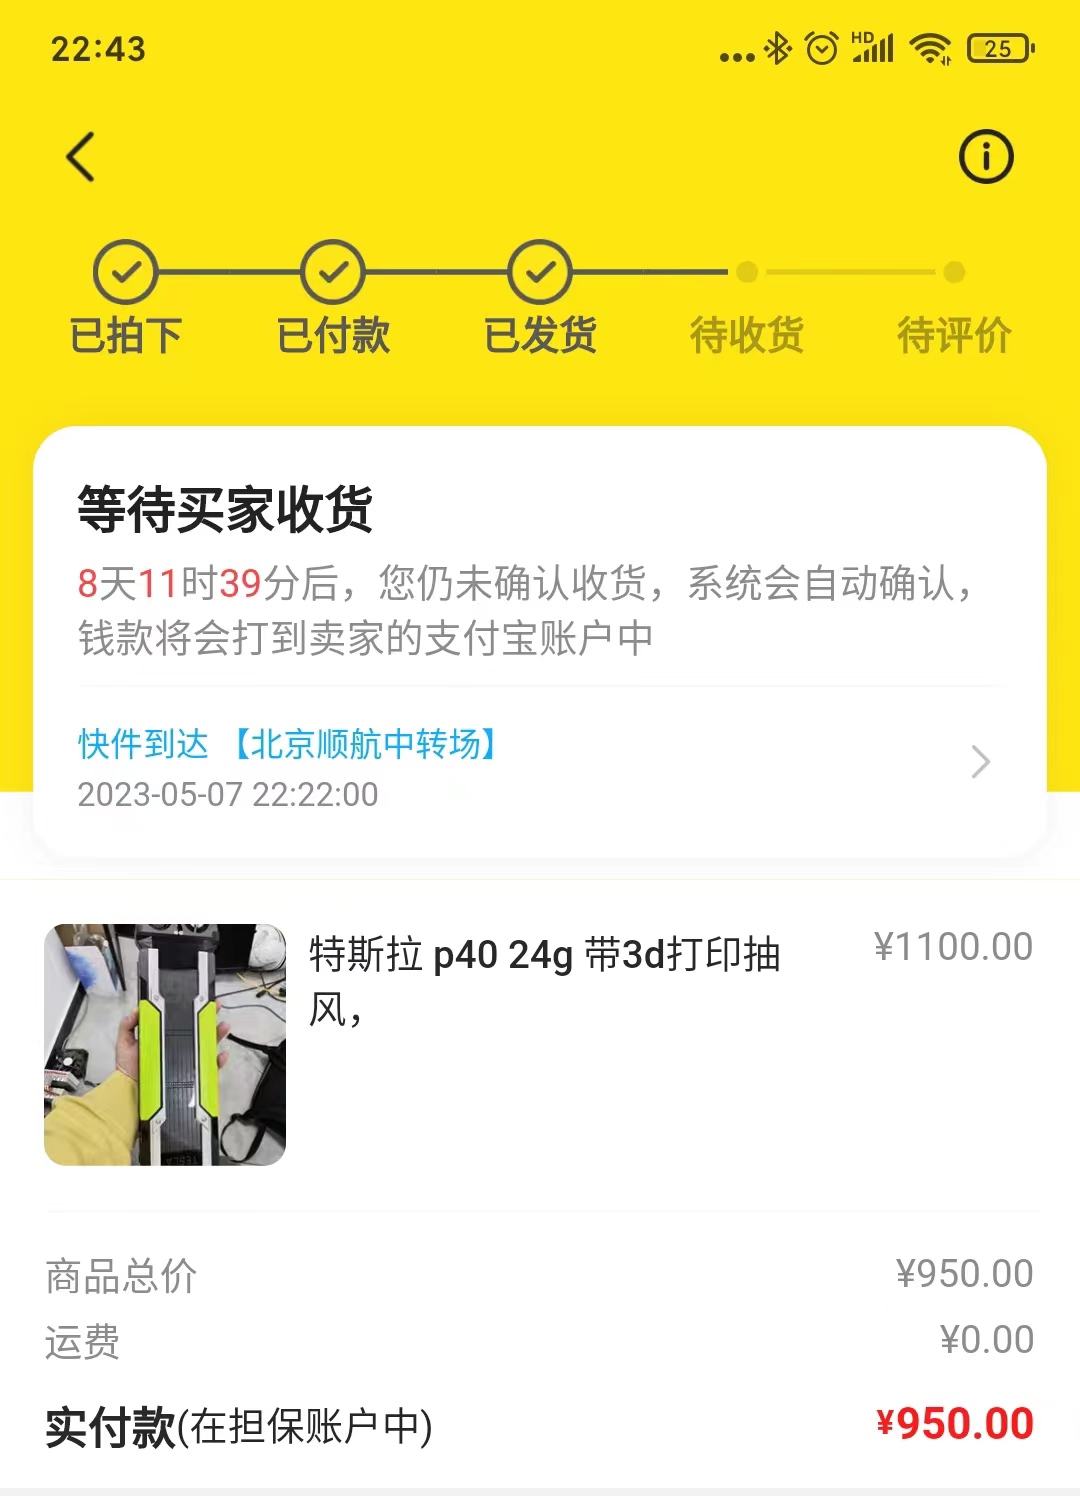 22:43
HD
25
已拍下
已付款
已发货
待收货
待评价
等待买家收货
8天11时39分后，您仍未确认收货，系统会自动确认，
钱款将会打到卖家的支付宝账户中
快件到达 【北京顺航中转场】
2023-05-07 22:22:00
特斯拉 p40 24g 带3d打印抽
¥1100.00
风，
商品总价
¥950.00
运费
¥0.00
实付款(在担保账户中)
¥950.00